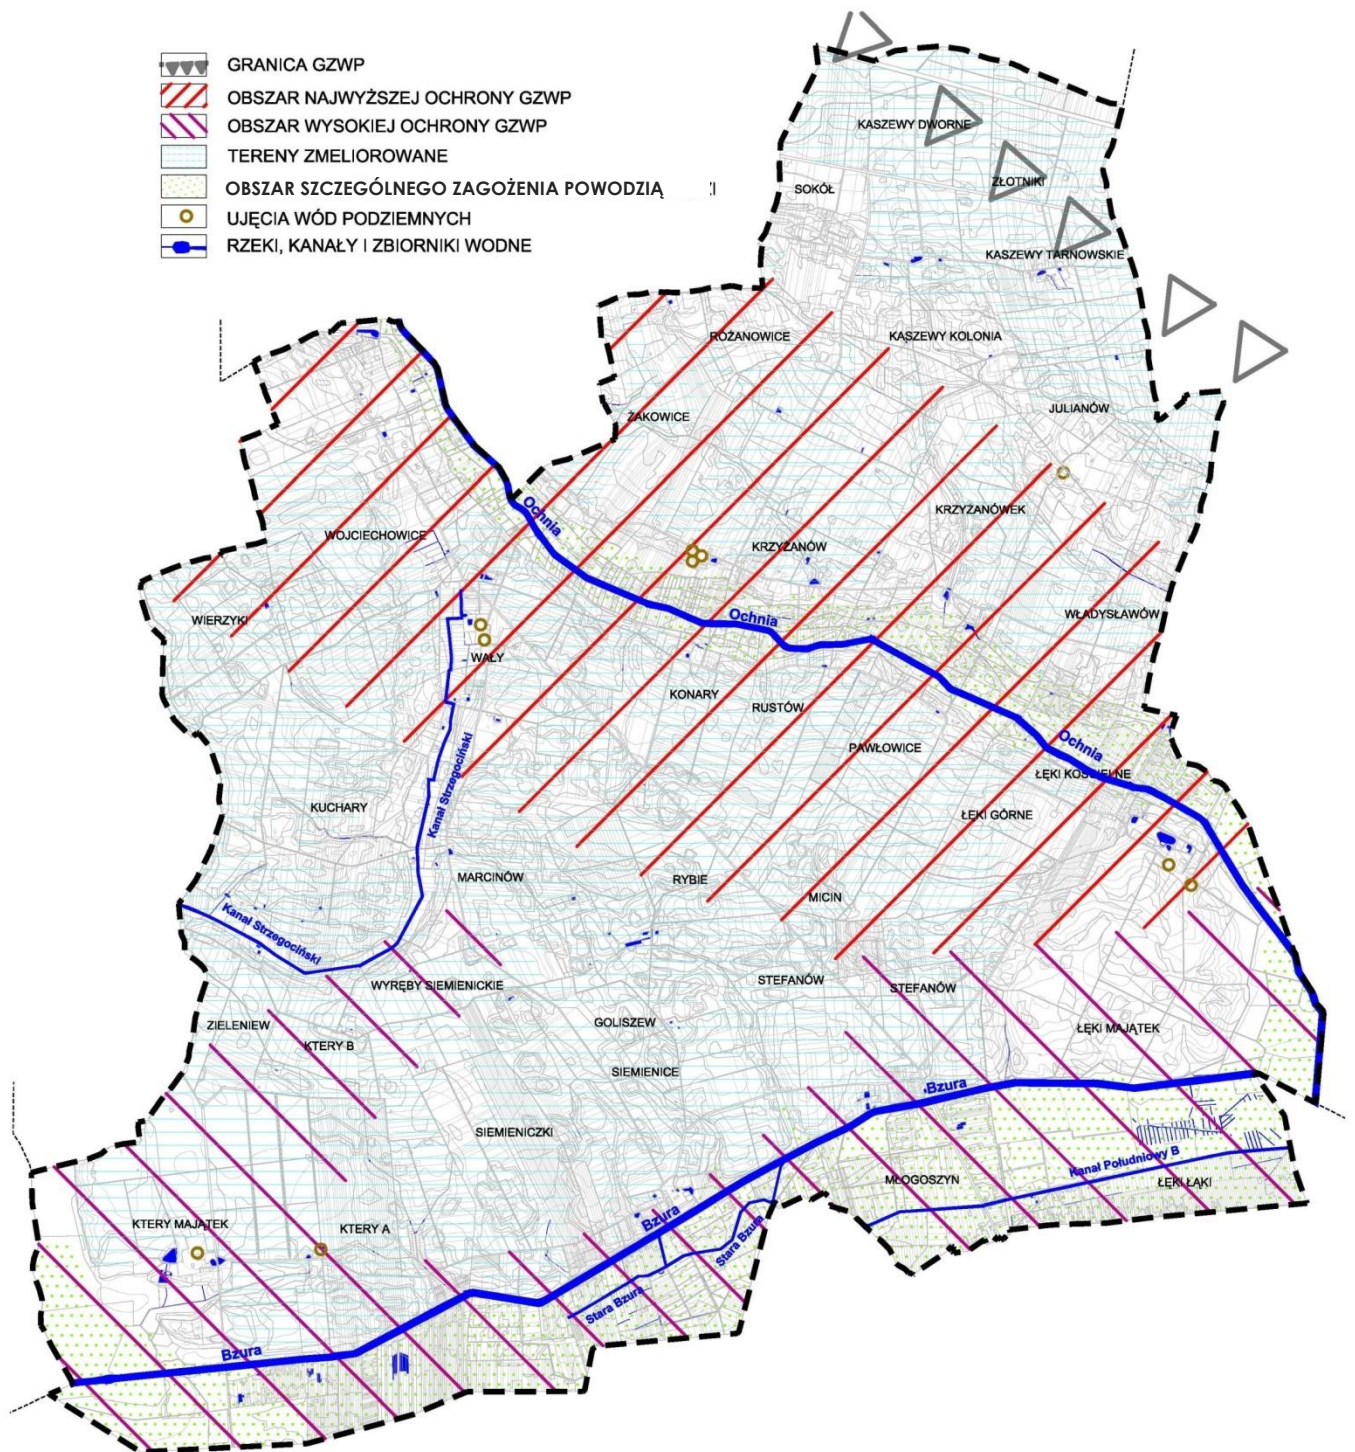 GRANICA GZWP
OBSZAR NAJWYŻSZEJ OCHRONY GZWP
OBSZAR WYSOKIEJ OCHRONY GZWP
TERENY ZMELIOROWANE
OBSZAR SZCZEGÓLNEGO ZAGOŻENIA POWODZIĄ
UJĘCIA WÓD PODZIEMNYCH
RZEKI, KANAŁY I ZBIORNIKI WODNE
KASZEWY DWORNE
ZŁOTNIKI
SOKÓŁ
KASZEWY TARNOWSKIE
RÓŻANOWICE
KASZEWY KOLONIA
ŻAKOWICE
JULIANÓW
Ochnia
KRZYŻANÓWEK
WOJCIECHOWICE
KRZYŻANÓW
WIERZYKI
Ochnia
WŁADYSŁAWÓW
WAŁY
KONARY
RUSTÓW
PAWŁOWICE
Ochnia
ŁĘKI KOŚCIELNE
Kanał Strzegociński
KUCHARY
ŁĘKI GÓRNE
MARCINÓW
RYBIE
MICIN
Kanał Strzegociński
WYRĘBY SIEMIENICKIE
STEFANÓW
STEFANÓW
ZIELENIEW
GOLISZEW
ŁĘKI MAJĄTEK
KTERY B
SIEMIENICE
Bzura
SIEMIENICZKI
Kanał Południowy B
MŁOGOSZYN
ŁĘKI ŁĄKI
KTERY MAJĄTEK
KTERY A
Bzura
Stara Bzura
Stara Bzura
Bzura